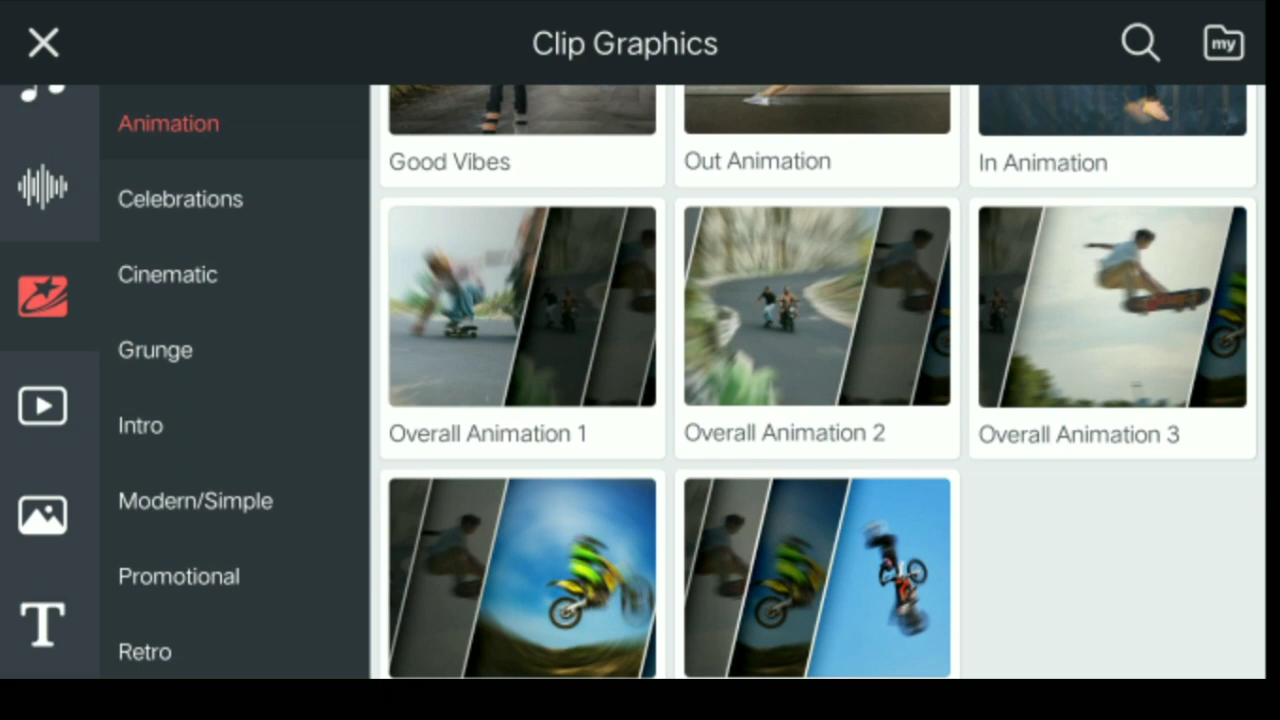 Clip Graphics
my
Animation
Celebrations
Cinematic
Grunge
Intro
Modern/Simple
Promotional
Retro
Good Vibes
Out Animation
In Animation
Overall Animation 1
Overall Animation 2
Overall Animation 3
T